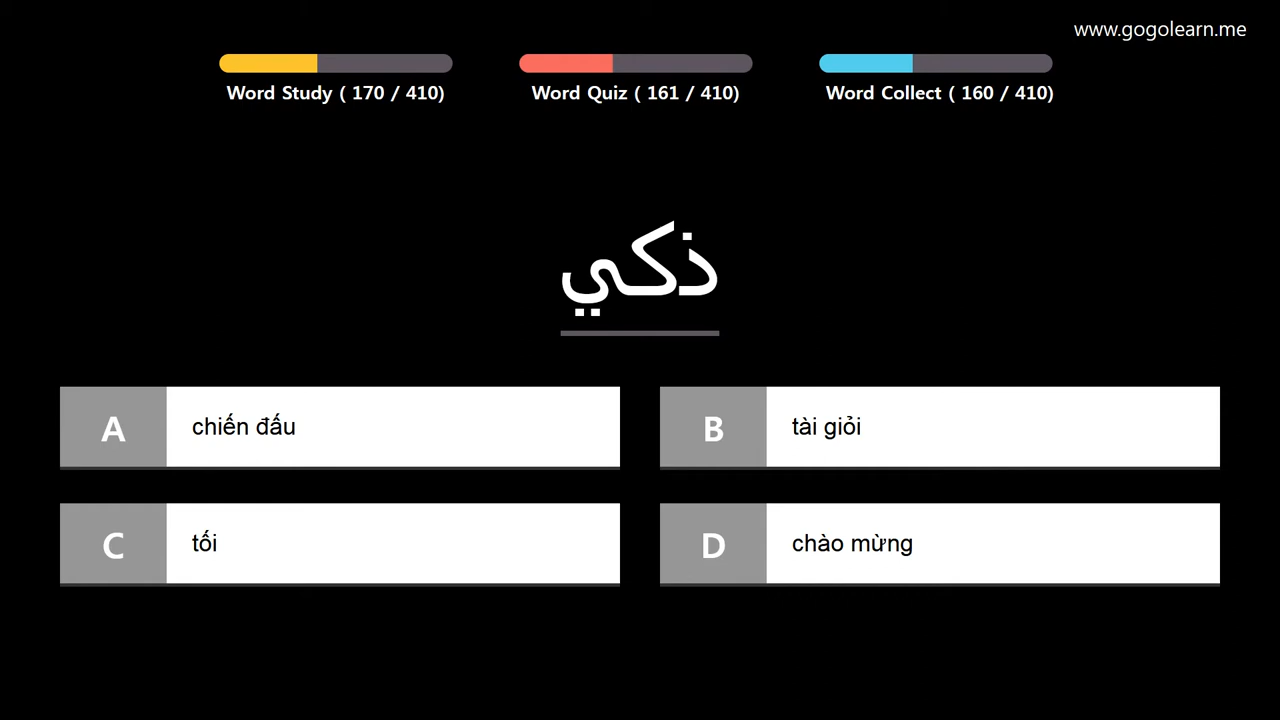 www.gogolearn.me
Word Study ( 170 / 410)
Word Quiz ( 161 / 410)
Word Collect ( 160 / 410)
ذكي
A chiến đấu
B tài giỏi
C tối
D chào mừng